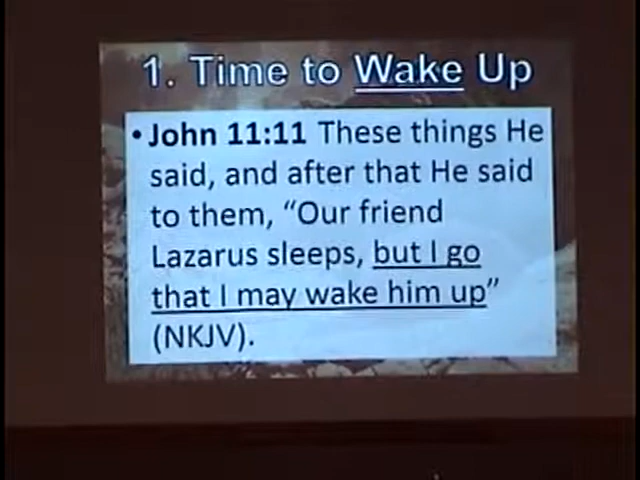 1. Time to Wake Up
• John 11:11 These things He
said, and after that He said
to them, “Our friend
Lazarus sleeps, but I go
that I may wake him up”
(NKJV).